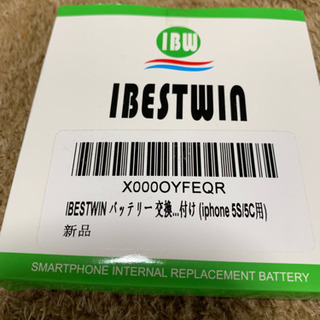 IBW
IBESTWIN
X000OYFEQR
IBESTWIN バッテリー 交換...付け (iphone 5S/5C用)
新品
SMARTPHONE INTERNAL REPLACEMENT BATTERY